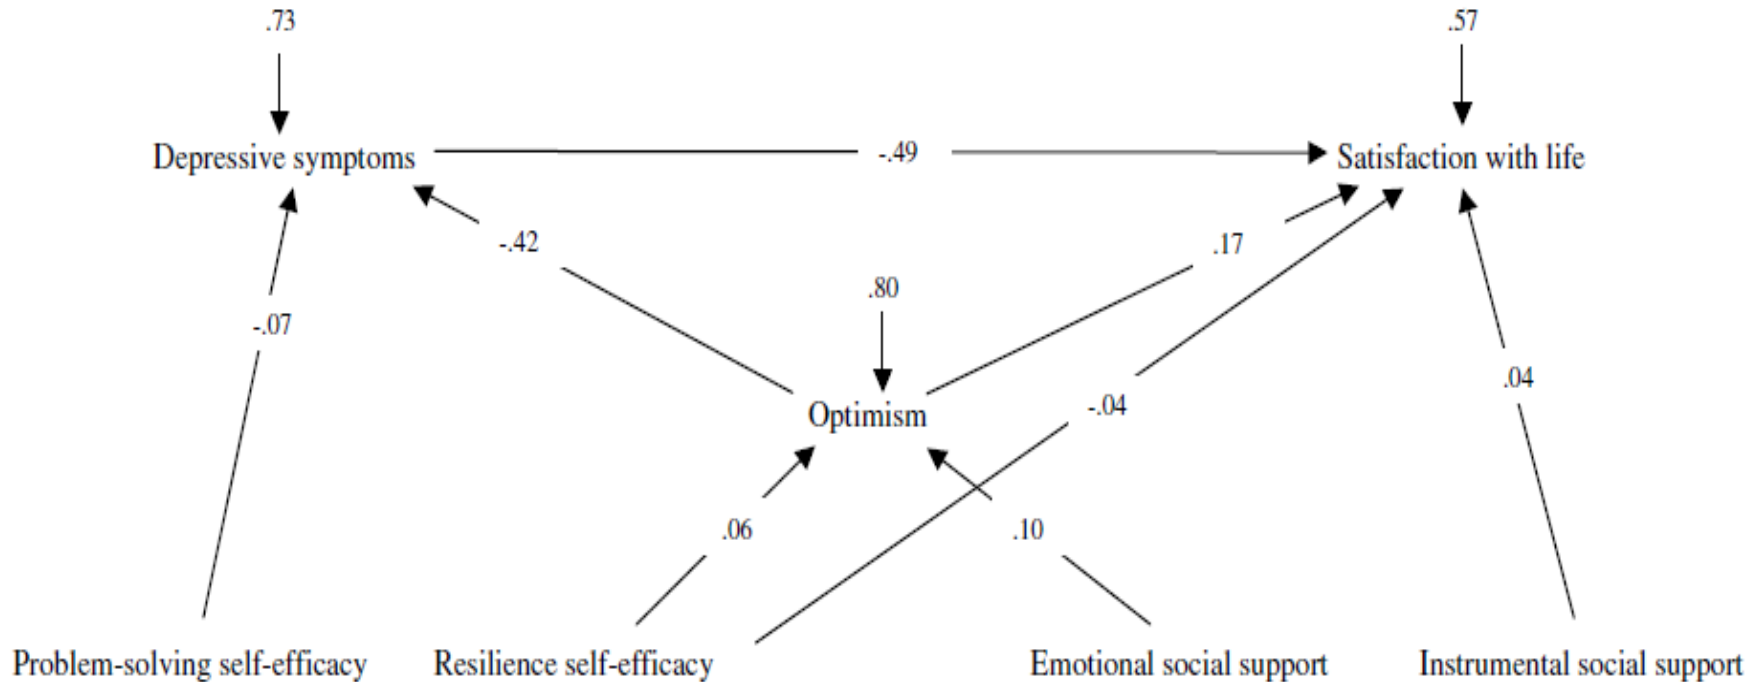 .73
.57
Depressive symptoms
-.49
Satisfaction with life
-.42
.17
.80
-.07
.04
-.04
Optimism
.06
.10
Problem-solving self-efficacy
Resilience self-efficacy
Emotional social support
Instrumental social support